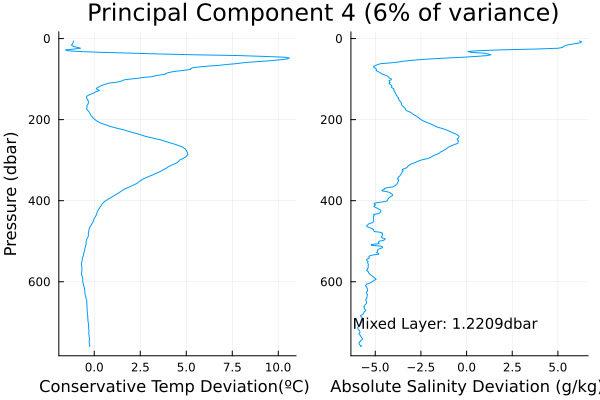 Principal Component 4 (6% of variance)
Pressure (dbar)
0
200
400
600
0.0 2.5 5.0 7.5 10.0
Conservative Temp Deviation(ºC)
0
200
400
600
Mixed Layer: 1.2209dbar
−5.0 −2.5 0.0 2.5 5.0
Absolute Salinity Deviation (g/kg)